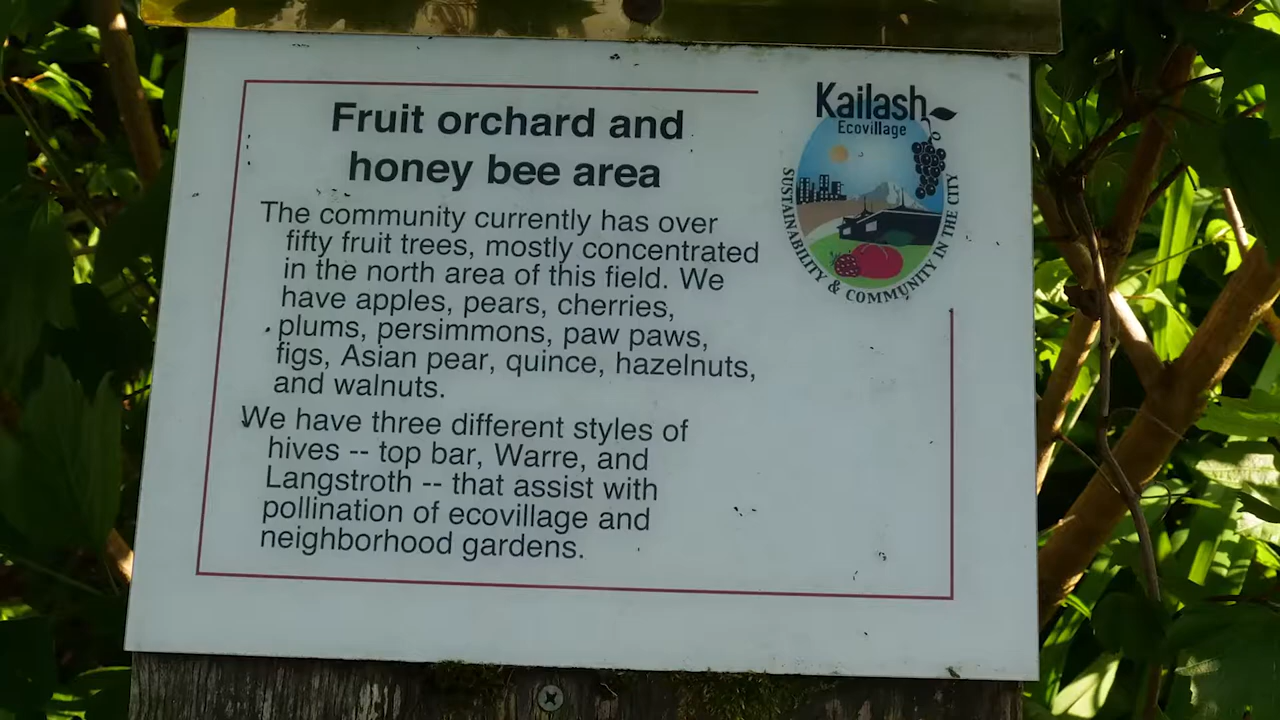 Fruit orchard and
honey bee area
The community currently has over
fifty fruit trees, mostly concentrated
in the north area of this field. We
have apples, pears, cherries,
plums, persimmons, paw paws,
figs, Asian pear, quince, hazelnuts,
and walnuts.
We have three different styles of
hives -- top bar, Warre, and
Langstroth -- that assist with
pollination of ecovillage and
neighborhood gardens.
Kailash
Ecovillage
SUSTAINABILITY & COMMUNITY IN THE CITY